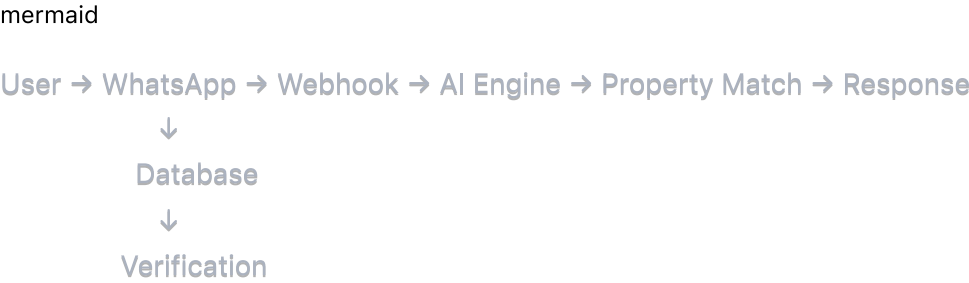 mermaid
User → WhatsApp → Webhook → AI Engine → Property Match → Response
↓
Database
↓
Verification